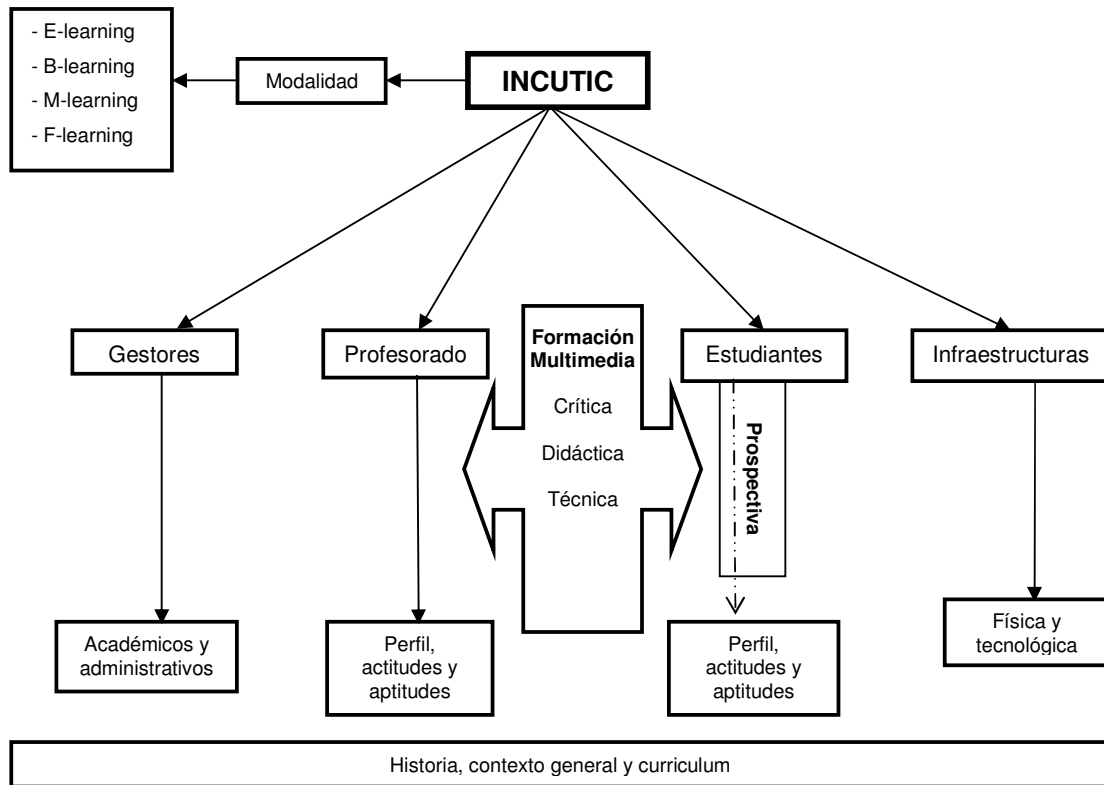 - E-learning
- B-learning
- M-learning
- F-learning
Modalidad
INCUTIC
Gestores
Profesorado
Formación
Multimedia
Crítica
Didáctica
Técnica
Estudiantes
Infraestructuras
Prospectiva
Académicos y
administrativos
Perfil,
actitudes y
aptitudes
Perfil,
actitudes y
aptitudes
Física y
tecnológica
Historia, contexto general y curriculum